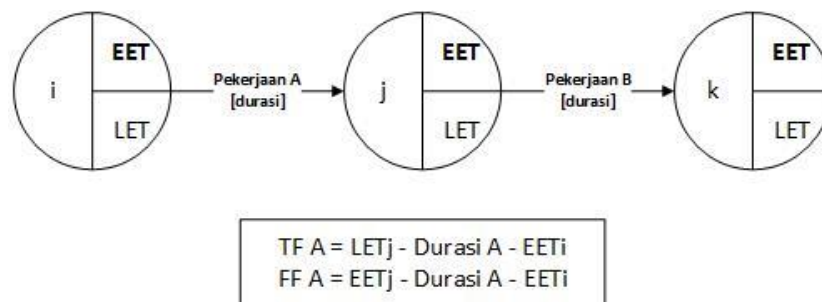 EET
i
LET
Pekerjaan A
[durasi]
EET
j
LET
Pekerjaan B
[durasi]
EET
k
LET
TF A = LETj - Durasi A - EETi
FF A = EETj - Durasi A - EETi